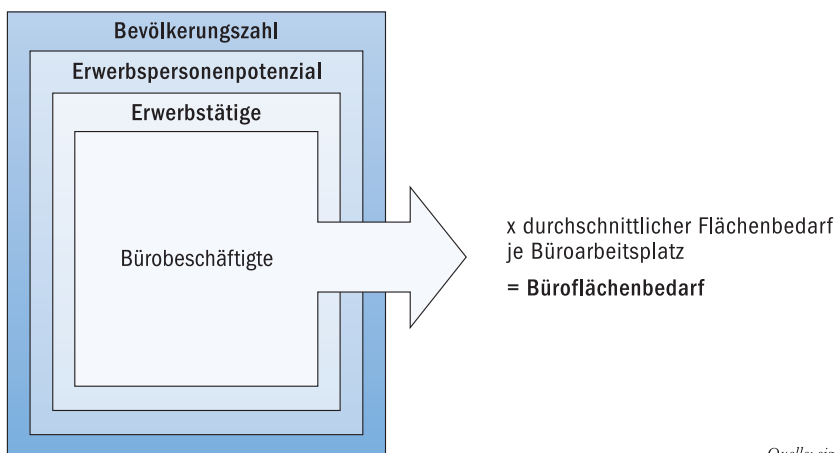 Bevölkerungszahl
Erwerbspersonenpotenzial
Erwerbstätige
Bürobeschäftigte
x durchschnittlicher Flächenbedarf
je Büroarbeitsplatz
= Büroflächenbedarf